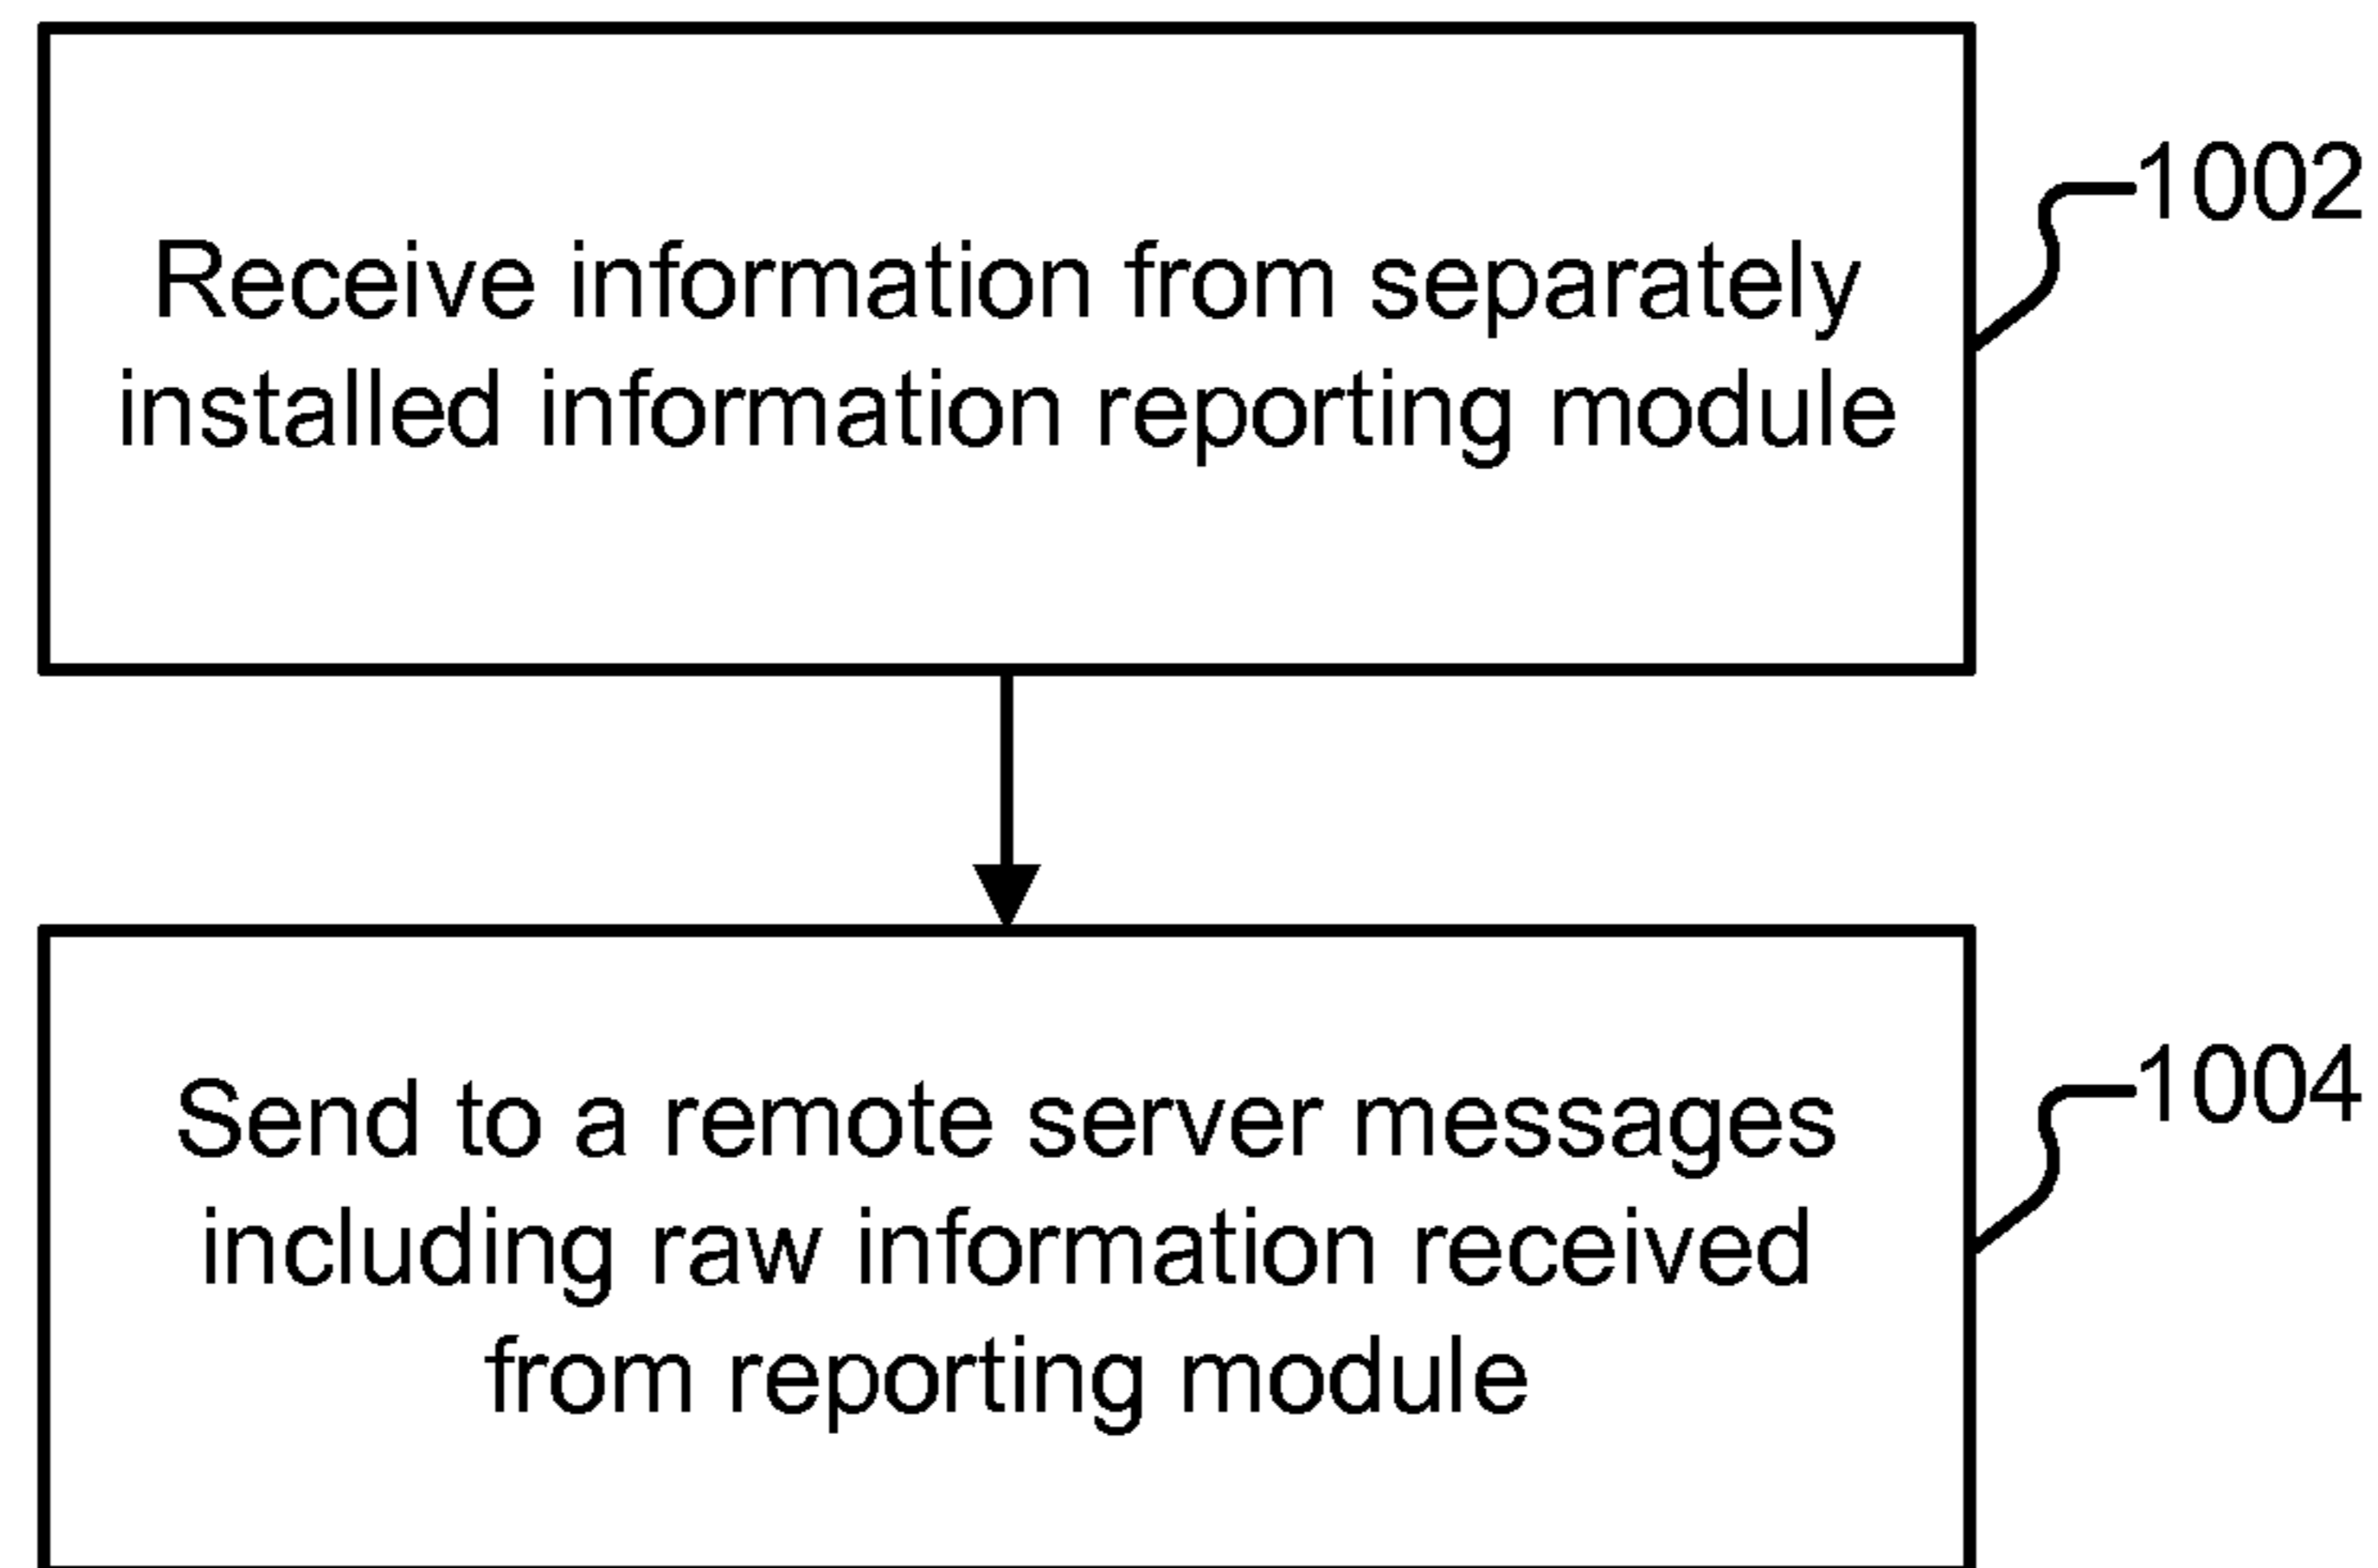 Receive information from separately
installed information reporting module
1002
Send to a remote server messages
including raw information received
from reporting module
1004